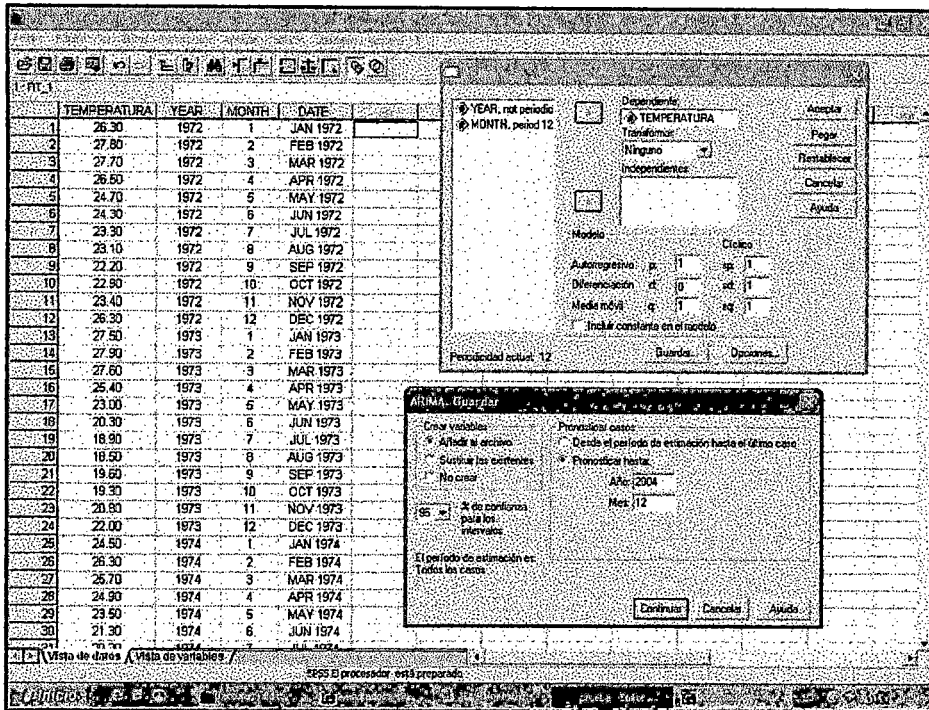 TEMPERATURA YEAR MONTH DATE
1 26.30 1972 1 JAN 1972
2 27.80 1972 2 FEB 1972
3 27.70 1972 3 MAR 1972
4 26.60 1972 4 APR 1972
5 24.70 1972 5 MAY 1972
6 24.30 1972 6 JUN 1972
7 23.30 1972 7 JUL 1972
8 23.10 1972 8 AUG 1972
9 22.20 1972 9 SEP 1972
10 22.90 1972 10 OCT 1972
11 23.40 1972 11 NOV 1972
12 26.30 1972 12 DEC 1972
13 27.50 1973 1 JAN 1973
14 27.90 1973 2 FEB 1973
15 27.60 1973 3 MAR 1973
16 25.40 1973 4 APR 1973
17 23.00 1973 5 MAY 1973
18 20.30 1973 6 JUN 1973
19 18.90 1973 7 JUL 1973
20 18.50 1973 8 AUG 1973
21 19.60 1973 9 SEP 1973
22 19.30 1973 10 OCT 1973
23 20.80 1973 11 NOV 1973
24 22.00 1973 12 DEC 1973
25 24.50 1974 1 JAN 1974
26 26.30 1974 2 FEB 1974
27 25.70 1974 3 MAR 1974
28 24.90 1974 4 APR 1974
29 23.50 1974 5 MAY 1974
30 21.30 1974 6 JUN 1974
Vista de datos Vista de variables
SPSS El procesador está preparado
YEAR, not periodic
MONTH, period 12
Dependiente:
TEMPERATURA
Transformar:
Ninguno
Independientes:
Aceptar
Pegar
Restablecer
Cancelar
Ayuda
Modelo
Cíclico
Autorregresivo p: 1 sp: 1
Diferenciación d: 0 sd: 1
Media móvil q: 1 sq: 1
Incluir constante en el modelo
Periodicidad actual: 12
Guardar... Opciones...
ARIMA: Guardar
Crear variables
Añadir al archivo
Sustituir las existentes
No crear
95 % de confianza para los intervalos
El período de estimación es:
Todos los casos
Pronosticar casos
Desde el período de estimación hasta el último caso
Pronosticar hasta:
Año: 2004
Mes: 12
Continuar Cancelar Ayuda